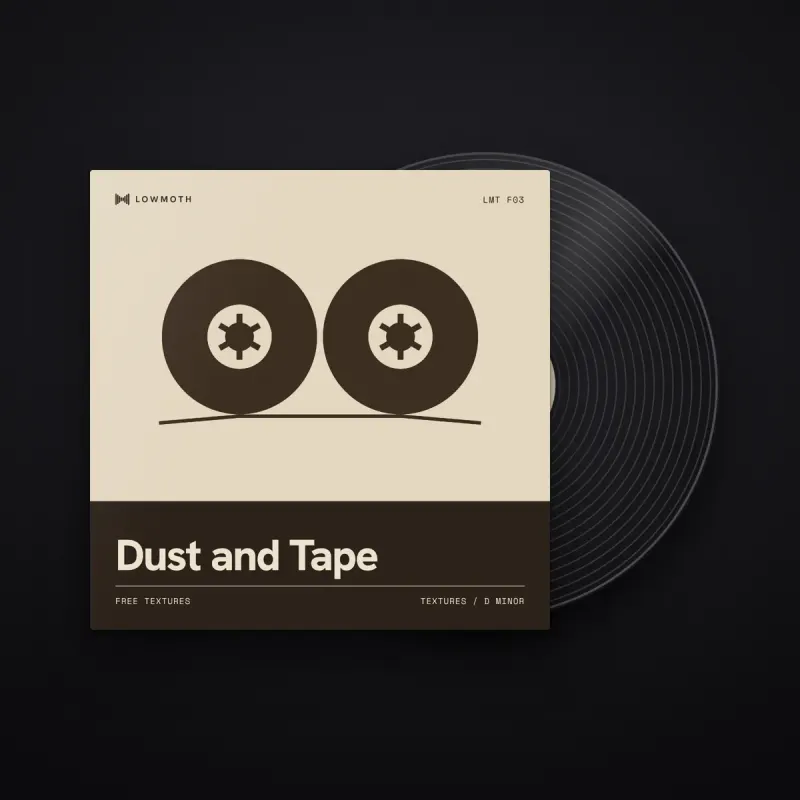 LOWMOTH
LMT F03
Dust and Tape
FREE TEXTURES
TEXTURES / D MINOR